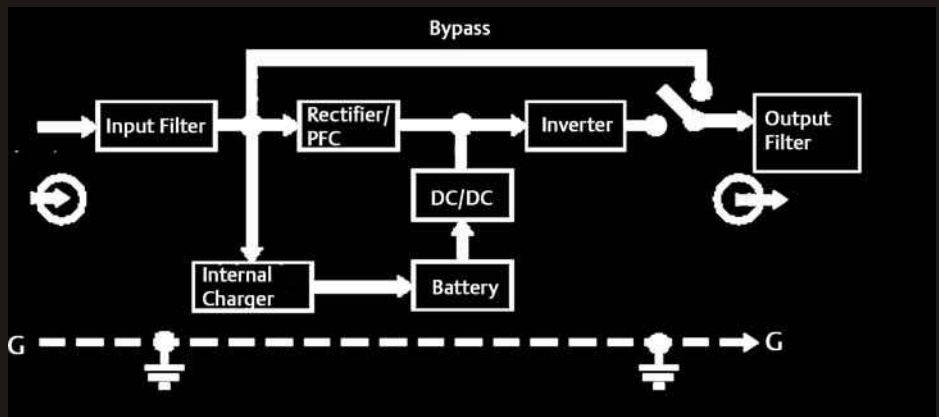 Bypass
Input Filter
Rectifier/
PFC
Inverter
Output
Filter
DC/DC
Internal
Charger
Battery
G
G